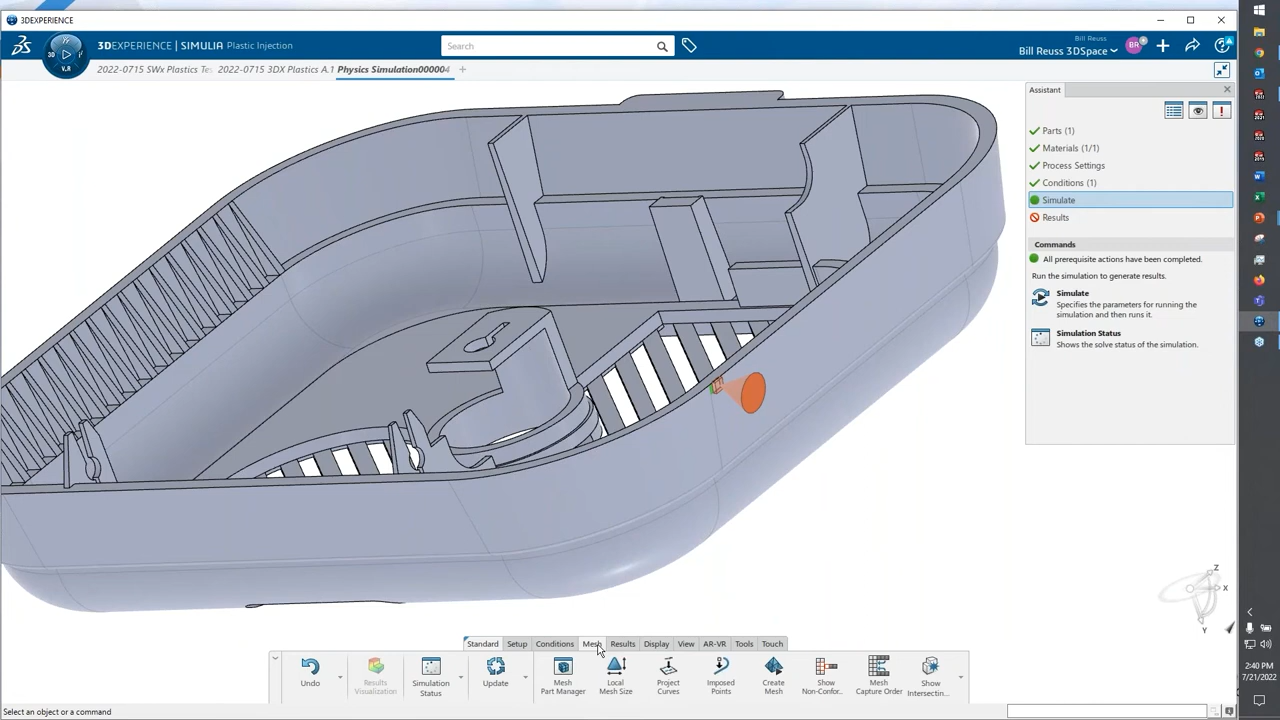 3DEXPERIENCE
3DEXPERIENCE | SIMULIA Plastic Injection
Search
Bill Reuss
Bill Reuss 3DSpace
BR
3D
V.R
2022-0715 SWx Plastics Te
2022-0715 3DX Plastics A.1
Physics Simulation000004
Assistant
Parts (1)
Materials (1/1)
Process Settings
Conditions (1)
Simulate
Results
Commands
All prerequisite actions have been completed.
Run the simulation to generate results.
Simulate
Specifies the parameters for running the
simulation and then runs it.
Simulation Status
Shows the solve status of the simulation.
Z
X
Y
Standard Setup Conditions Mesh Results Display View AR-VR Tools Touch
Undo
Results
Visualization
Simulation
Status
Update
Mesh
Part Manager
Local
Mesh Size
Project
Curves
Imposed
Points
Create
Mesh
Show
Non-Confor...
Mesh
Capture Order
Show
Intersectin...
Select an object or a command
2:40 PM
7/21/2022